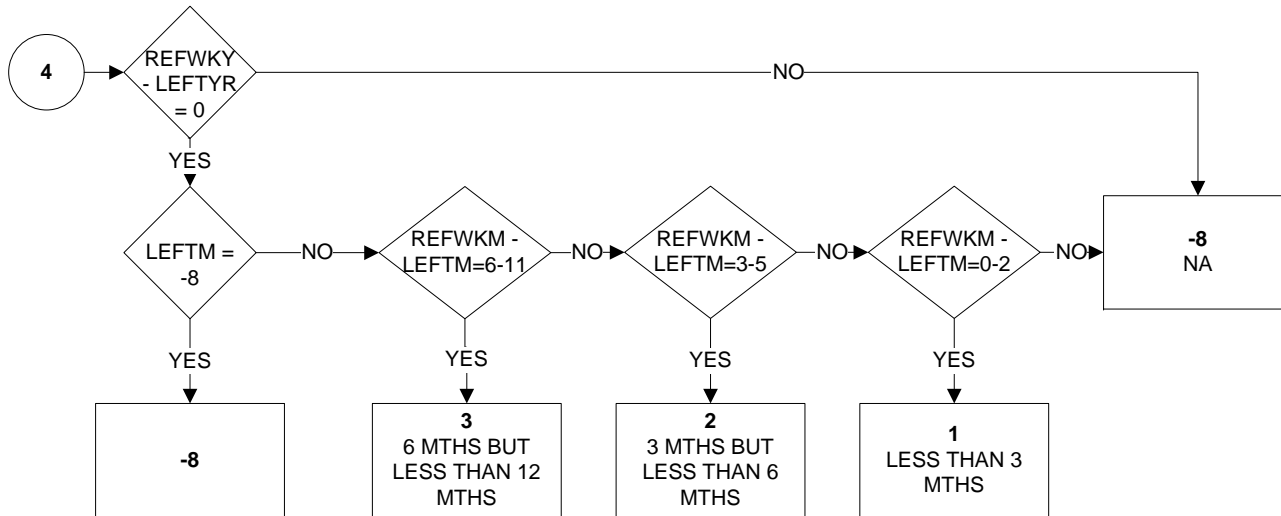 4
REFWKY
- LEFTYR
= 0
NO
YES
LEFTM =
-8
NO
REFWKM -
LEFTM=6-11
NO
REFWKM -
LEFTM=3-5
NO
REFWKM -
LEFTM=0-2
NO
-8
NA
YES
YES
YES
YES
-8
3
6 MTHS BUT
LESS THAN 12
MTHS
2
3 MTHS BUT
LESS THAN 6
MTHS
1
LESS THAN 3
MTHS